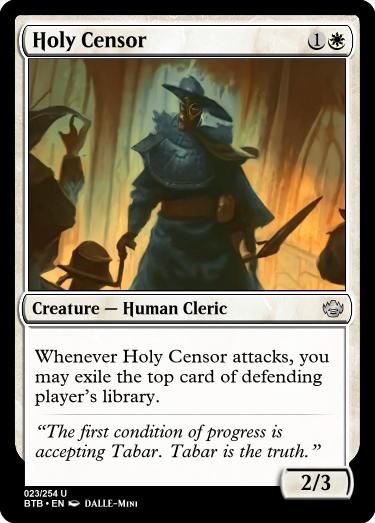 Holy Censor 1
Creature — Human Cleric
Whenever Holy Censor attacks, you
may exile the top card of defending
player's library.
“The first condition of progress is
accepting Tabar. Tabar is the truth.”
2/3
023/254 U
BTB • EN DALLE-Mini